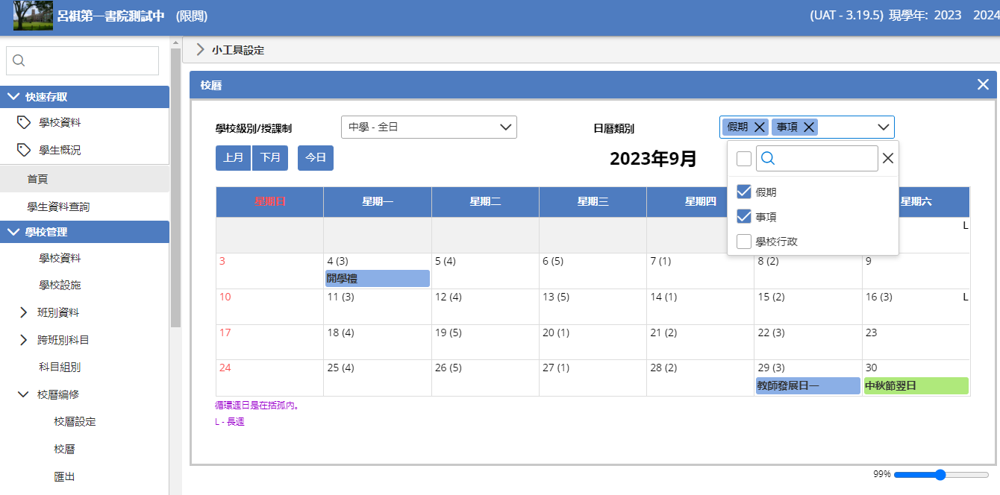 呂祺第一書院測試中 (限閱) (UAT - 3.19.5) 現學年: 2023 2024
小工具設定
快速存取
學校資料
學生概況
首頁
學生資料查詢
學校管理
學校資料
學校設施
班別資料
跨班別科目
科目組別
校曆編修
校曆設定
校曆
匯出
校曆
學校級別/授課制 中學 - 全日 日曆類別 假期 事項
上月 下月 今日 2023年9月
假期
事項
學校行政
星期日 星期一 星期二 星期三 星期四 星期六
L
3 4 (3) 5 (4) 6 (5) 7 (1) 8 (2) 9
開學禮
10 11 (3) 12 (4) 13 (5) 14 (1) 15 (2) 16 (3) L
17 18 (4) 19 (5) 20 (1) 21 (2) 22 (3) 23
24 25 (4) 26 (5) 27 (1) 28 (2) 29 (3) 30
教師發展日一 中秋節翌日
循環週日是在括孤內。
L - 長週
99%